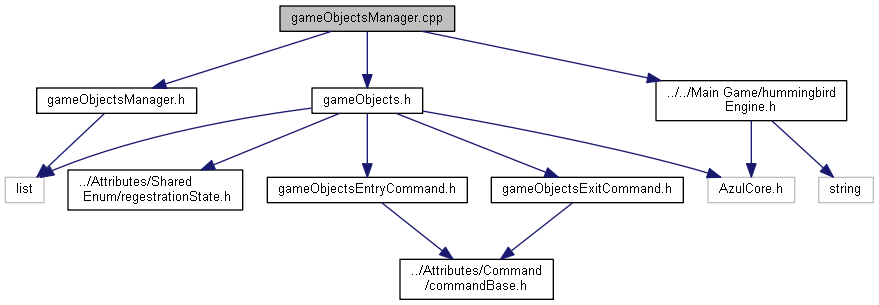 gameObjectsManager.cpp
gameObjectsManager.h
gameObjects.h
../../Main Game/hummingbird
Engine.h
list
../Attributes/Shared
Enum/regestrationState.h
gameObjectsEntryCommand.h
gameObjectsExitCommand.h
AzulCore.h
string
../Attributes/Command
/commandBase.h